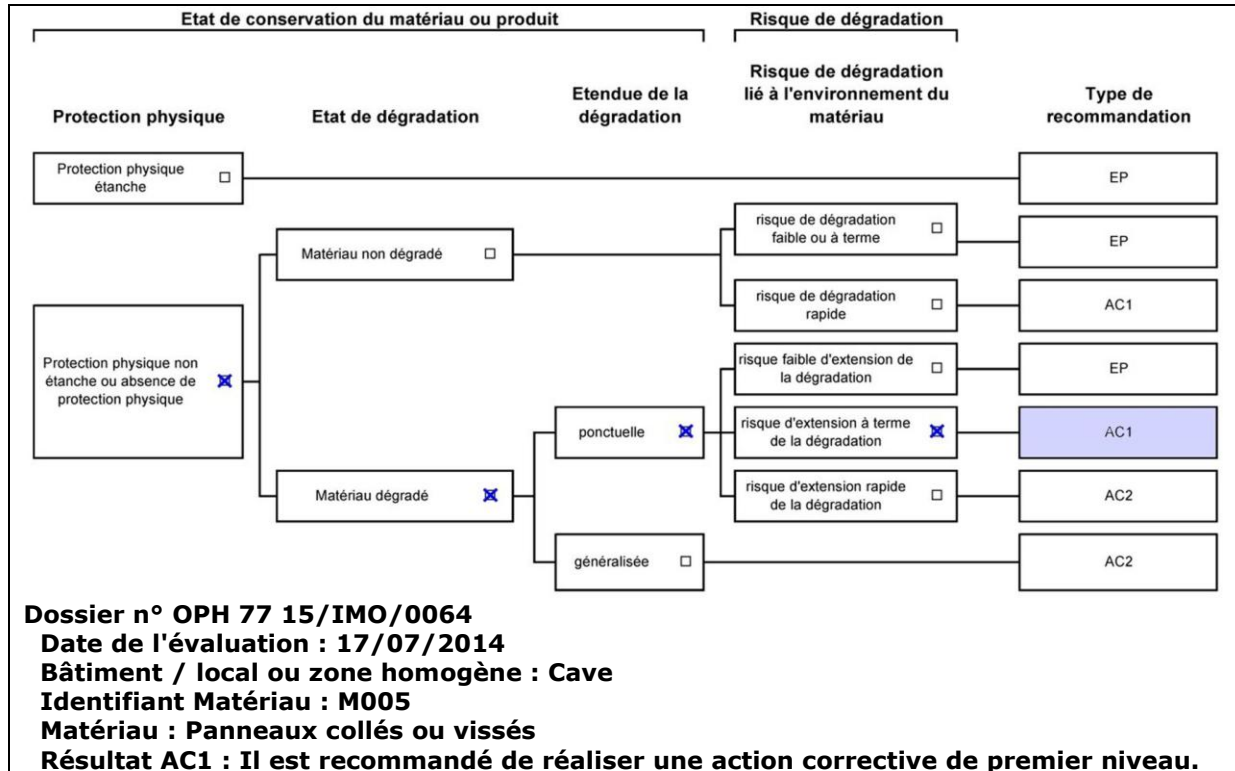 Etat de conservation du matériau ou produit
Risque de dégradation
Protection physique
Etat de dégradation
Etendue de la
dégradation
Risque de dégradation
lié à l'environnement du
matériau
Type de
recommandation
Protection physique
étanche
EP
risque de dégradation
faible ou à terme
EP
Matériau non dégradé
risque de dégradation
rapide
AC1
Protection physique non
étanche ou absence de
protection physique
risque faible d'extension de
la dégradation
EP
ponctuelle
risque d'extension à terme
de la dégradation
AC1
Matériau dégradé
risque d'extension rapide
de la dégradation
AC2
généralisée
AC2
Dossier n° OPH 77 15/IMO/0064
Date de l'évaluation : 17/07/2014
Bâtiment / local ou zone homogène : Cave
Identifiant Matériau : M005
Matériau : Panneaux collés ou vissés
Résultat AC1 : Il est recommandé de réaliser une action corrective de premier niveau.